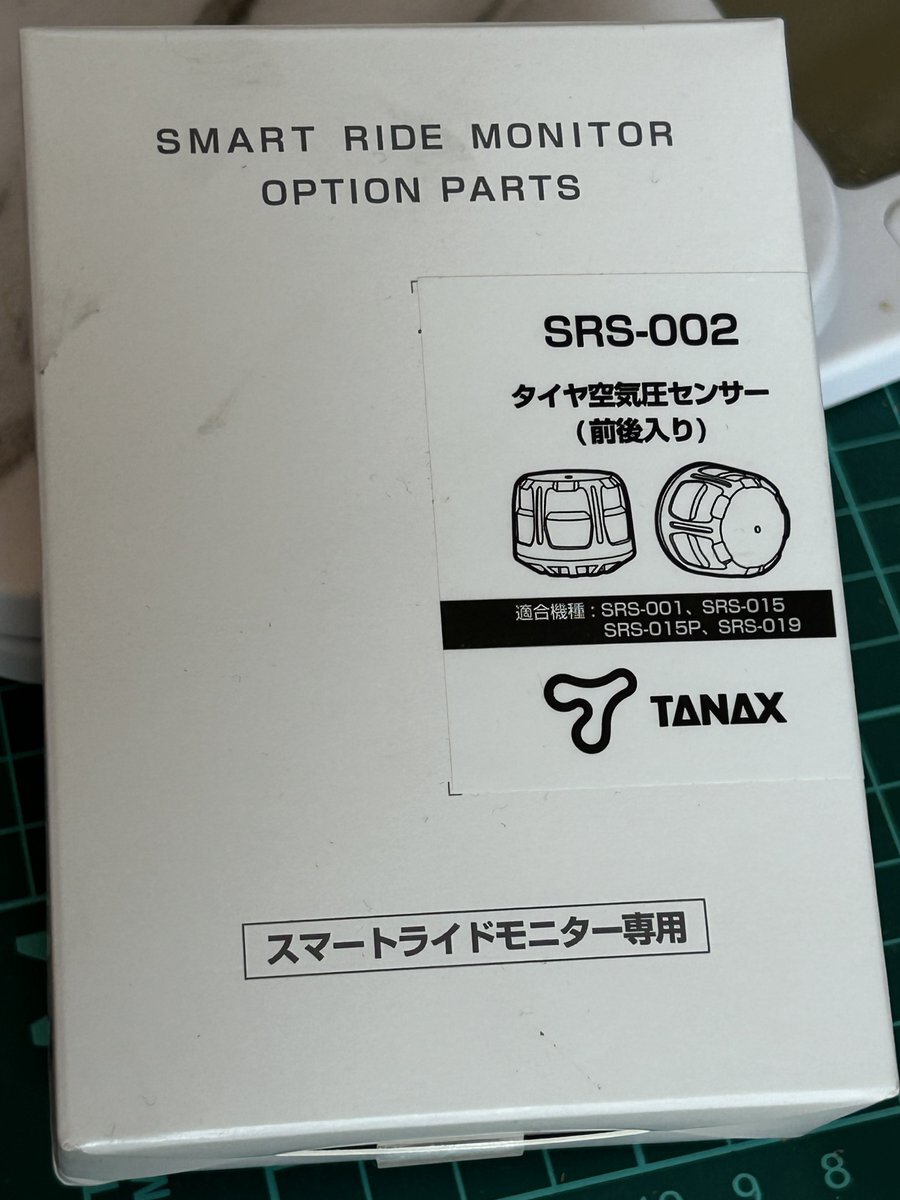 SMART RIDE MONITOR
OPTION PARTS
SRS-002
タイヤ空気圧センサー
(前後入り)
適合機種：SRS-001、SRS-015
SRS-015P、SRS-019
TANAX
スマートライドモニター専用
9 8